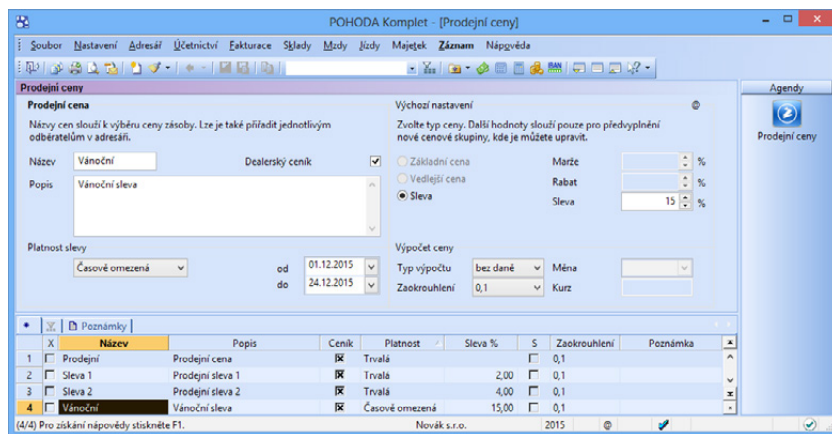 POHODA Komplet - [Prodejní ceny]
Soubor Nastavení Adresář Účetnictví Fakturace Sklady Mzdy Jízdy Majetek Záznam Nápověda
Prodejní ceny
Agendy
Prodejní ceny
Prodejní cena
Názvy cen slouží k výběru ceny zásoby. Lze je také přiřadit jednotlivým
odběratelům v adresáři.
Název Vánoční Dealerský ceník
Popis Vánoční sleva
Platnost slevy
Časově omezená
od 01.12.2015
do 24.12.2015
Výchozí nastavení @
Zvolte typ ceny. Další hodnoty slouží pouze pro předvyplnění
nové cenové skupiny, kde je můžete upravit.
Základní cena Marže %
Vedlejší cena Rabat %
Sleva Sleva 15 %
Výpočet ceny
Typ výpočtu bez daně Měna
Zaokrouhlení 0,1 Kurz
Poznámky
X Název Popis Ceník Platnost Sleva % S Zaokrouhlení Poznámka
1 Prodejní Prodejní cena Trvalá 0,1
2 Sleva 1 Prodejní sleva 1 Trvalá 2,00 0,1
3 Sleva 2 Prodejní sleva 2 Trvalá 4,00 0,1
4 Vánoční Vánoční sleva Časově omezená 15,00 0,1
(4/4) Pro získání nápovědy stiskněte F1. Novák s.r.o. 2015 @